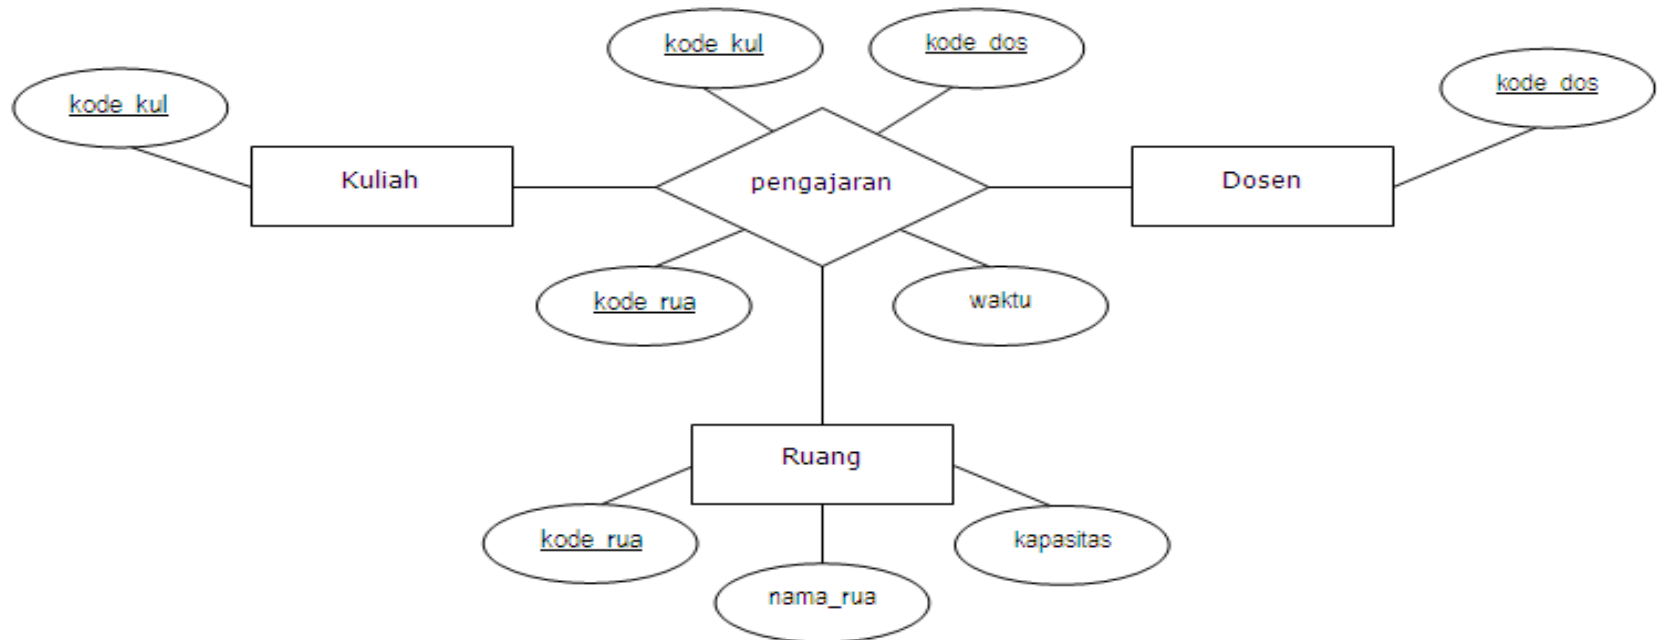 kode_kul
kode_dos
kode_kul
kode_dos
Kuliah
pengajaran
Dosen
kode_rua
waktu
Ruang
kode_rua
kapasitas
nama_rua